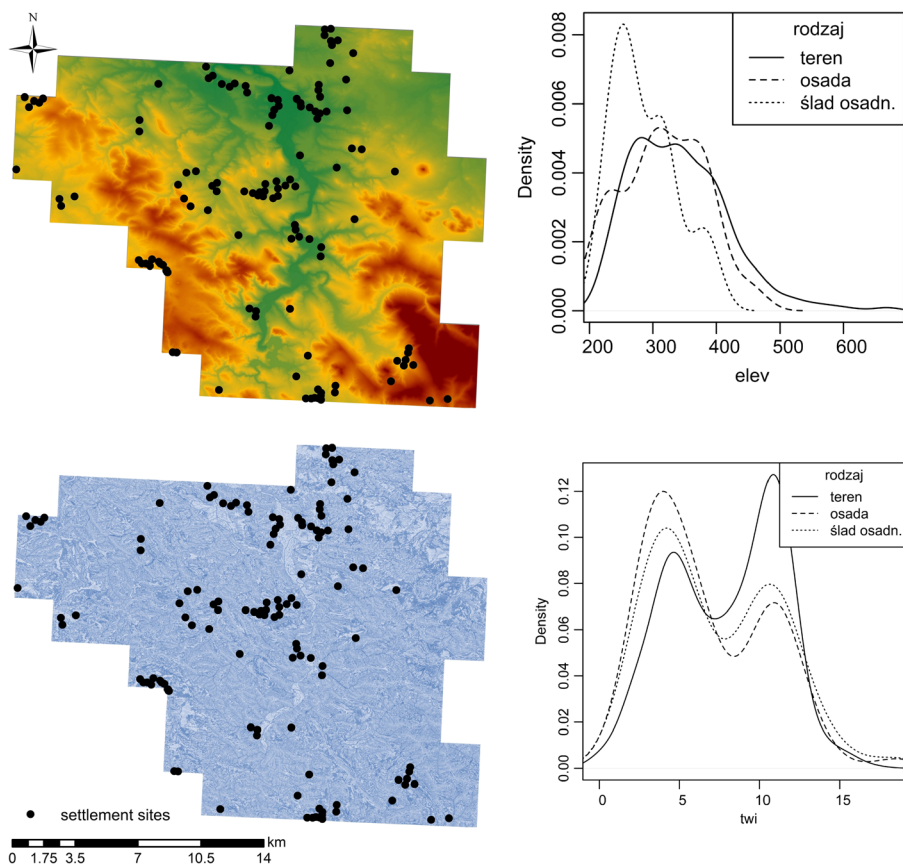 N
Density
0.000
0.002
0.004
0.006
0.008
rodzaj
teren
osada
ślad osadn.
200 300 400 500 600
elev
Density
0.00
0.02
0.04
0.06
0.08
0.10
0.12
rodzaj
teren
osada
ślad osadn.
0 5 10 15
twi
settlement sites
km
0 1.75 3.5 7 10.5 14